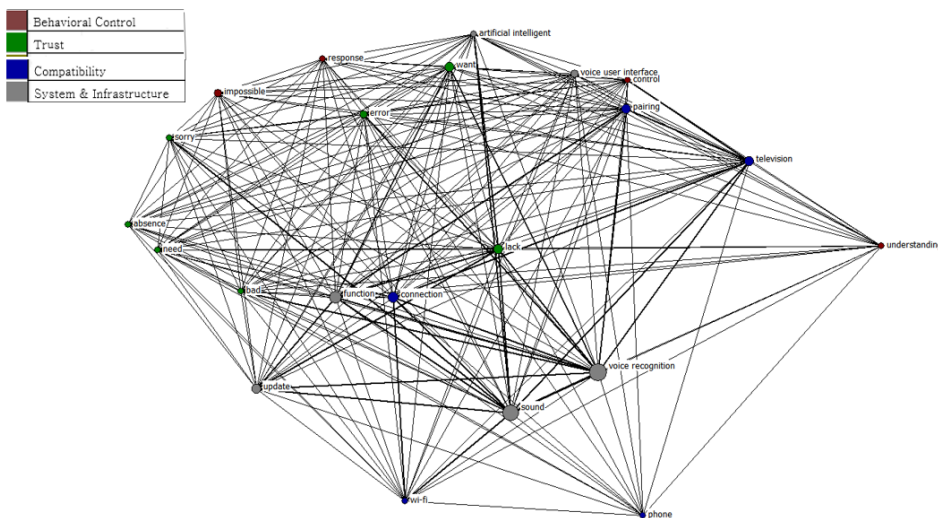 Behavioral Control
Trust
Compatibility
System & Infrastructure
artificial intelligent
response
want
voice user interface
control
impossible
pairing
error
sorry
television
absence
understanding
need
lack
bad
function
connection
voice recognition
update
sound
wi-fi
phone